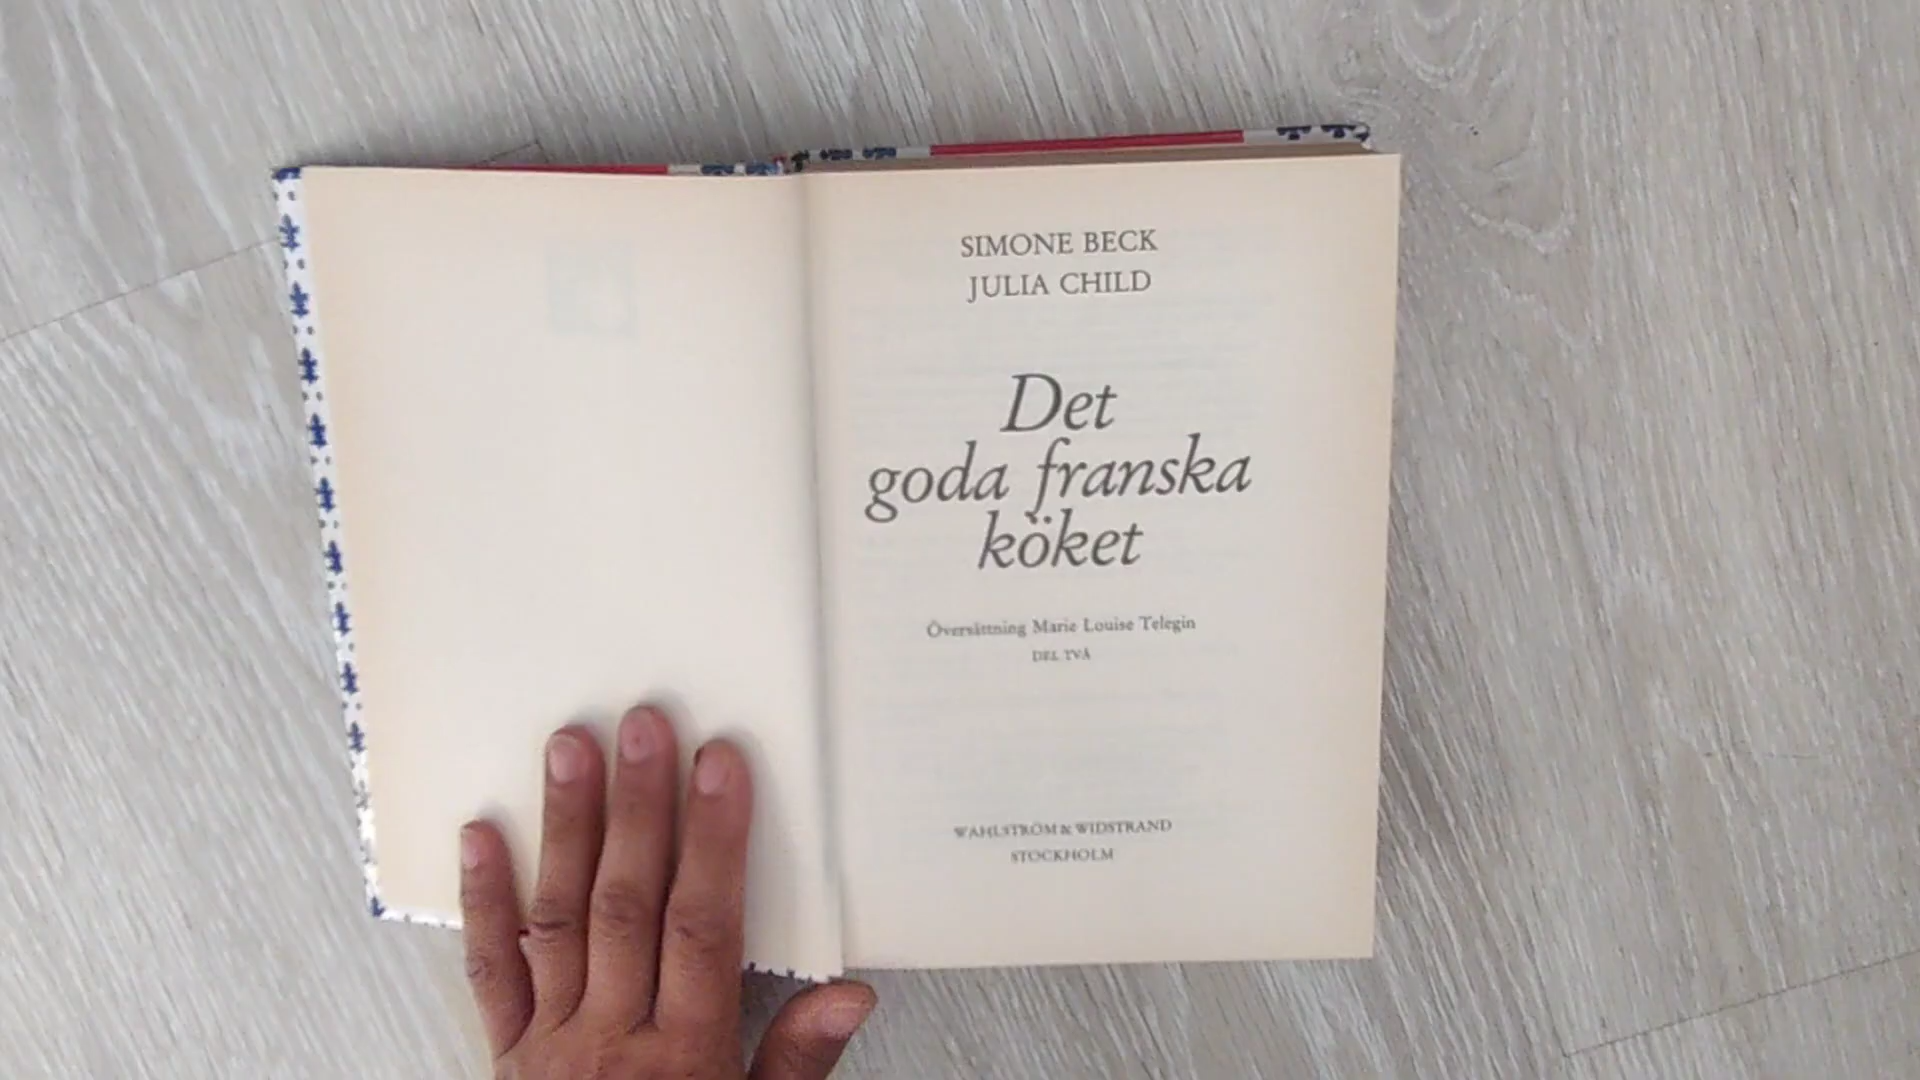 SIMONE BECK
JULIA CHILD
Det
goda franska
köket
Översättning Marie Louise Telegin
DEL TVÅ
WAHLSTRÖM & WIDSTRAND
STOCKHOLM